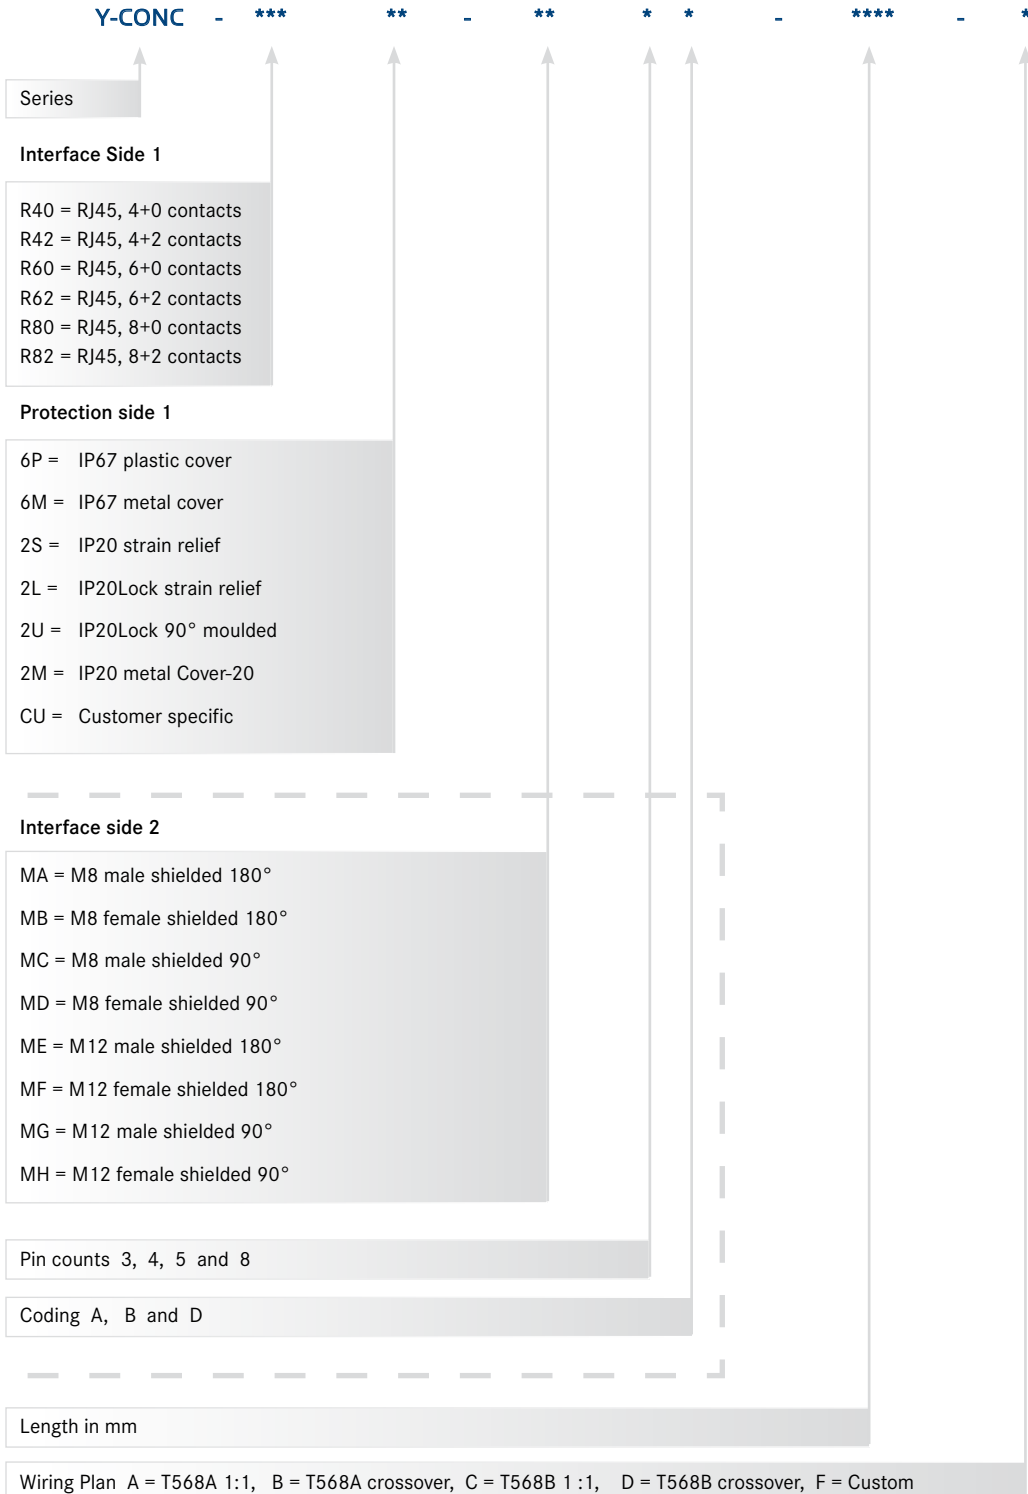 Y-CONC - *** ** - ** * * - **** - *
Series
Interface Side 1
R40 = RJ45, 4+0 contacts
R42 = RJ45, 4+2 contacts
R60 = RJ45, 6+0 contacts
R62 = RJ45, 6+2 contacts
R80 = RJ45, 8+0 contacts
R82 = RJ45, 8+2 contacts
Protection side 1
6P = IP67 plastic cover
6M = IP67 metal cover
2S = IP20 strain relief
2L = IP20Lock strain relief
2U = IP20Lock 90° moulded
2M = IP20 metal Cover-20
CU = Customer specific
Interface side 2
MA = M8 male shielded 180°
MB = M8 female shielded 180°
MC = M8 male shielded 90°
MD = M8 female shielded 90°
ME = M12 male shielded 180°
MF = M12 female shielded 180°
MG = M12 male shielded 90°
MH = M12 female shielded 90°
Pin counts 3, 4, 5 and 8
Coding A, B and D
Length in mm
Wiring Plan A = T568A 1:1, B = T568A crossover, C = T568B 1 :1, D = T568B crossover, F = Custom